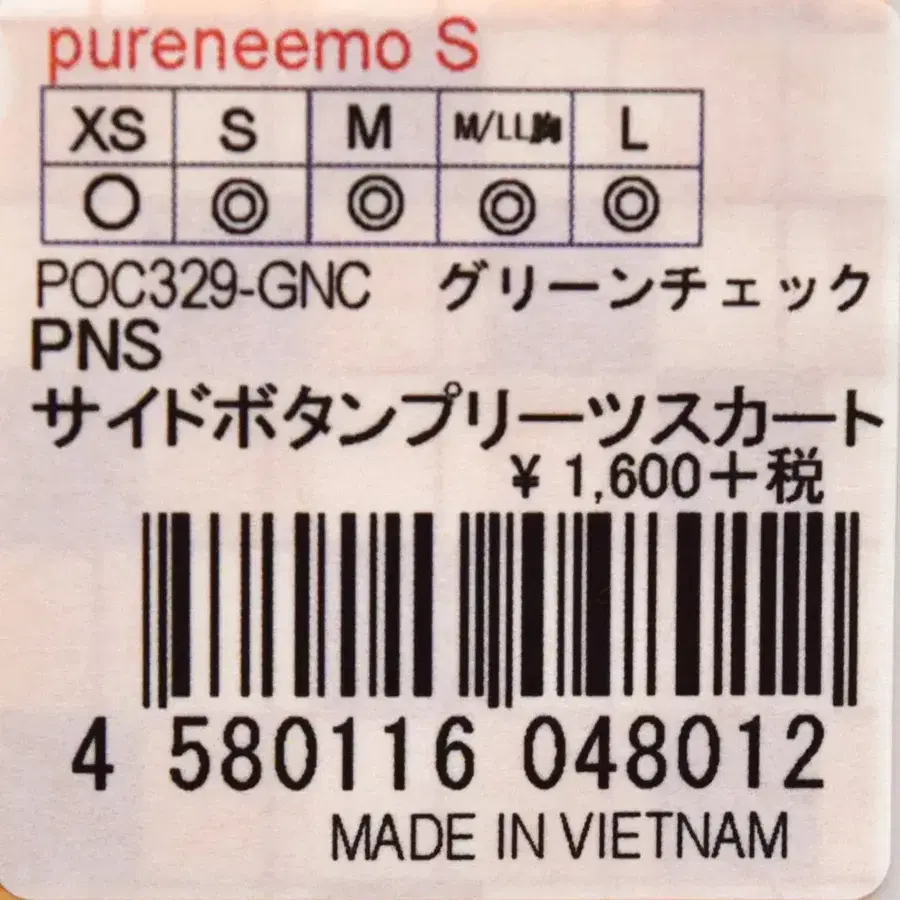 pureneemo S
XS S M M/LL胸 L
○ ◎ ◎ ◎ ◎
POC329-GNC グリーンチェック
PNS
サイドボタンプリーツスカート
¥ 1,600+税
4 580116 048012
MADE IN VIETNAM